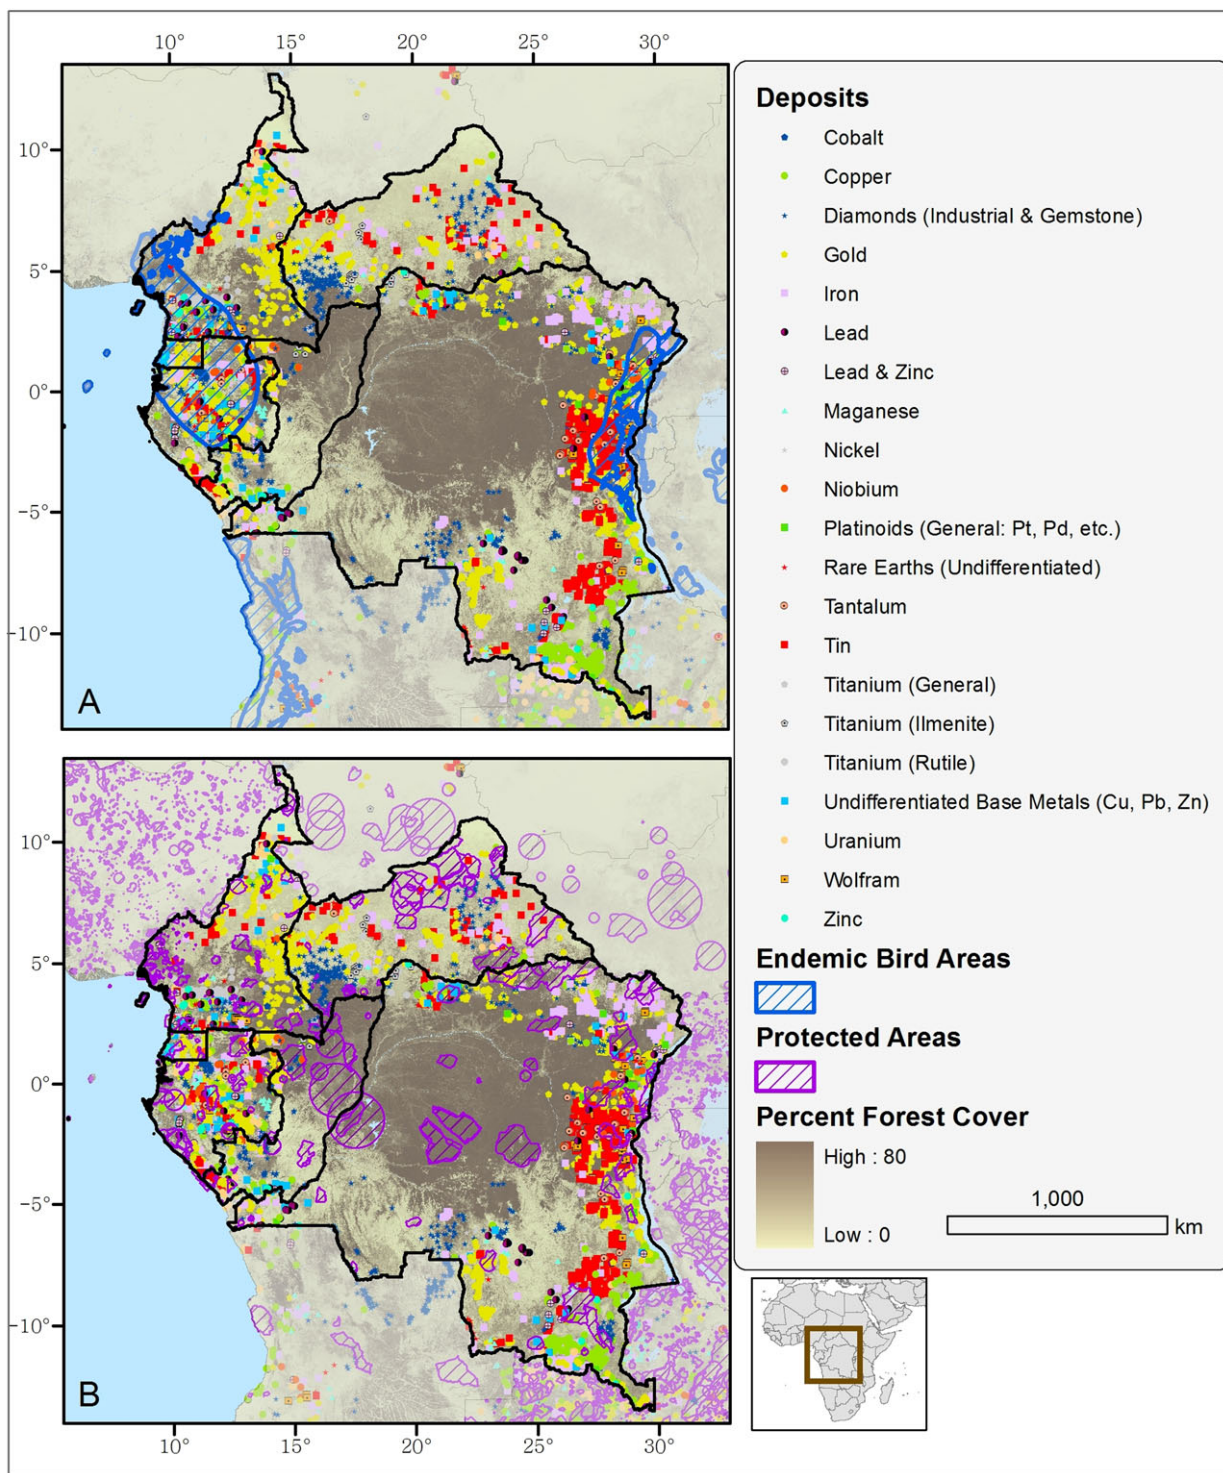 10° 15° 20° 25° 30°
10°
5°
0°
−5°
−10°
A
10°
5°
0°
−5°
−10°
B
10° 15° 20° 25° 30°
Deposits
Cobalt
Copper
Diamonds (Industrial & Gemstone)
Gold
Iron
Lead
Lead & Zinc
Maganese
Nickel
Niobium
Platinoids (General: Pt, Pd, etc.)
Rare Earths (Undifferentiated)
Tantalum
Tin
Titanium (General)
Titanium (Ilmenite)
Titanium (Rutile)
Undifferentiated Base Metals (Cu, Pb, Zn)
Uranium
Wolfram
Zinc
Endemic Bird Areas
Protected Areas
Percent Forest Cover
High : 80
Low : 0
1,000
km